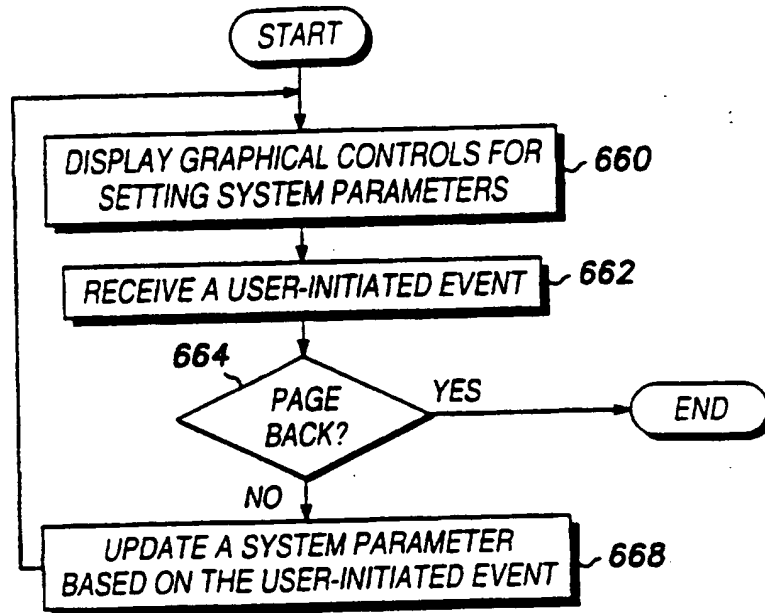 START
DISPLAY GRAPHICAL CONTROLS FOR
SETTING SYSTEM PARAMETERS
660
RECEIVE A USER-INITIATED EVENT
662
664
PAGE
BACK?
YES
END
NO
UPDATE A SYSTEM PARAMETER
BASED ON THE USER-INITIATED EVENT
668